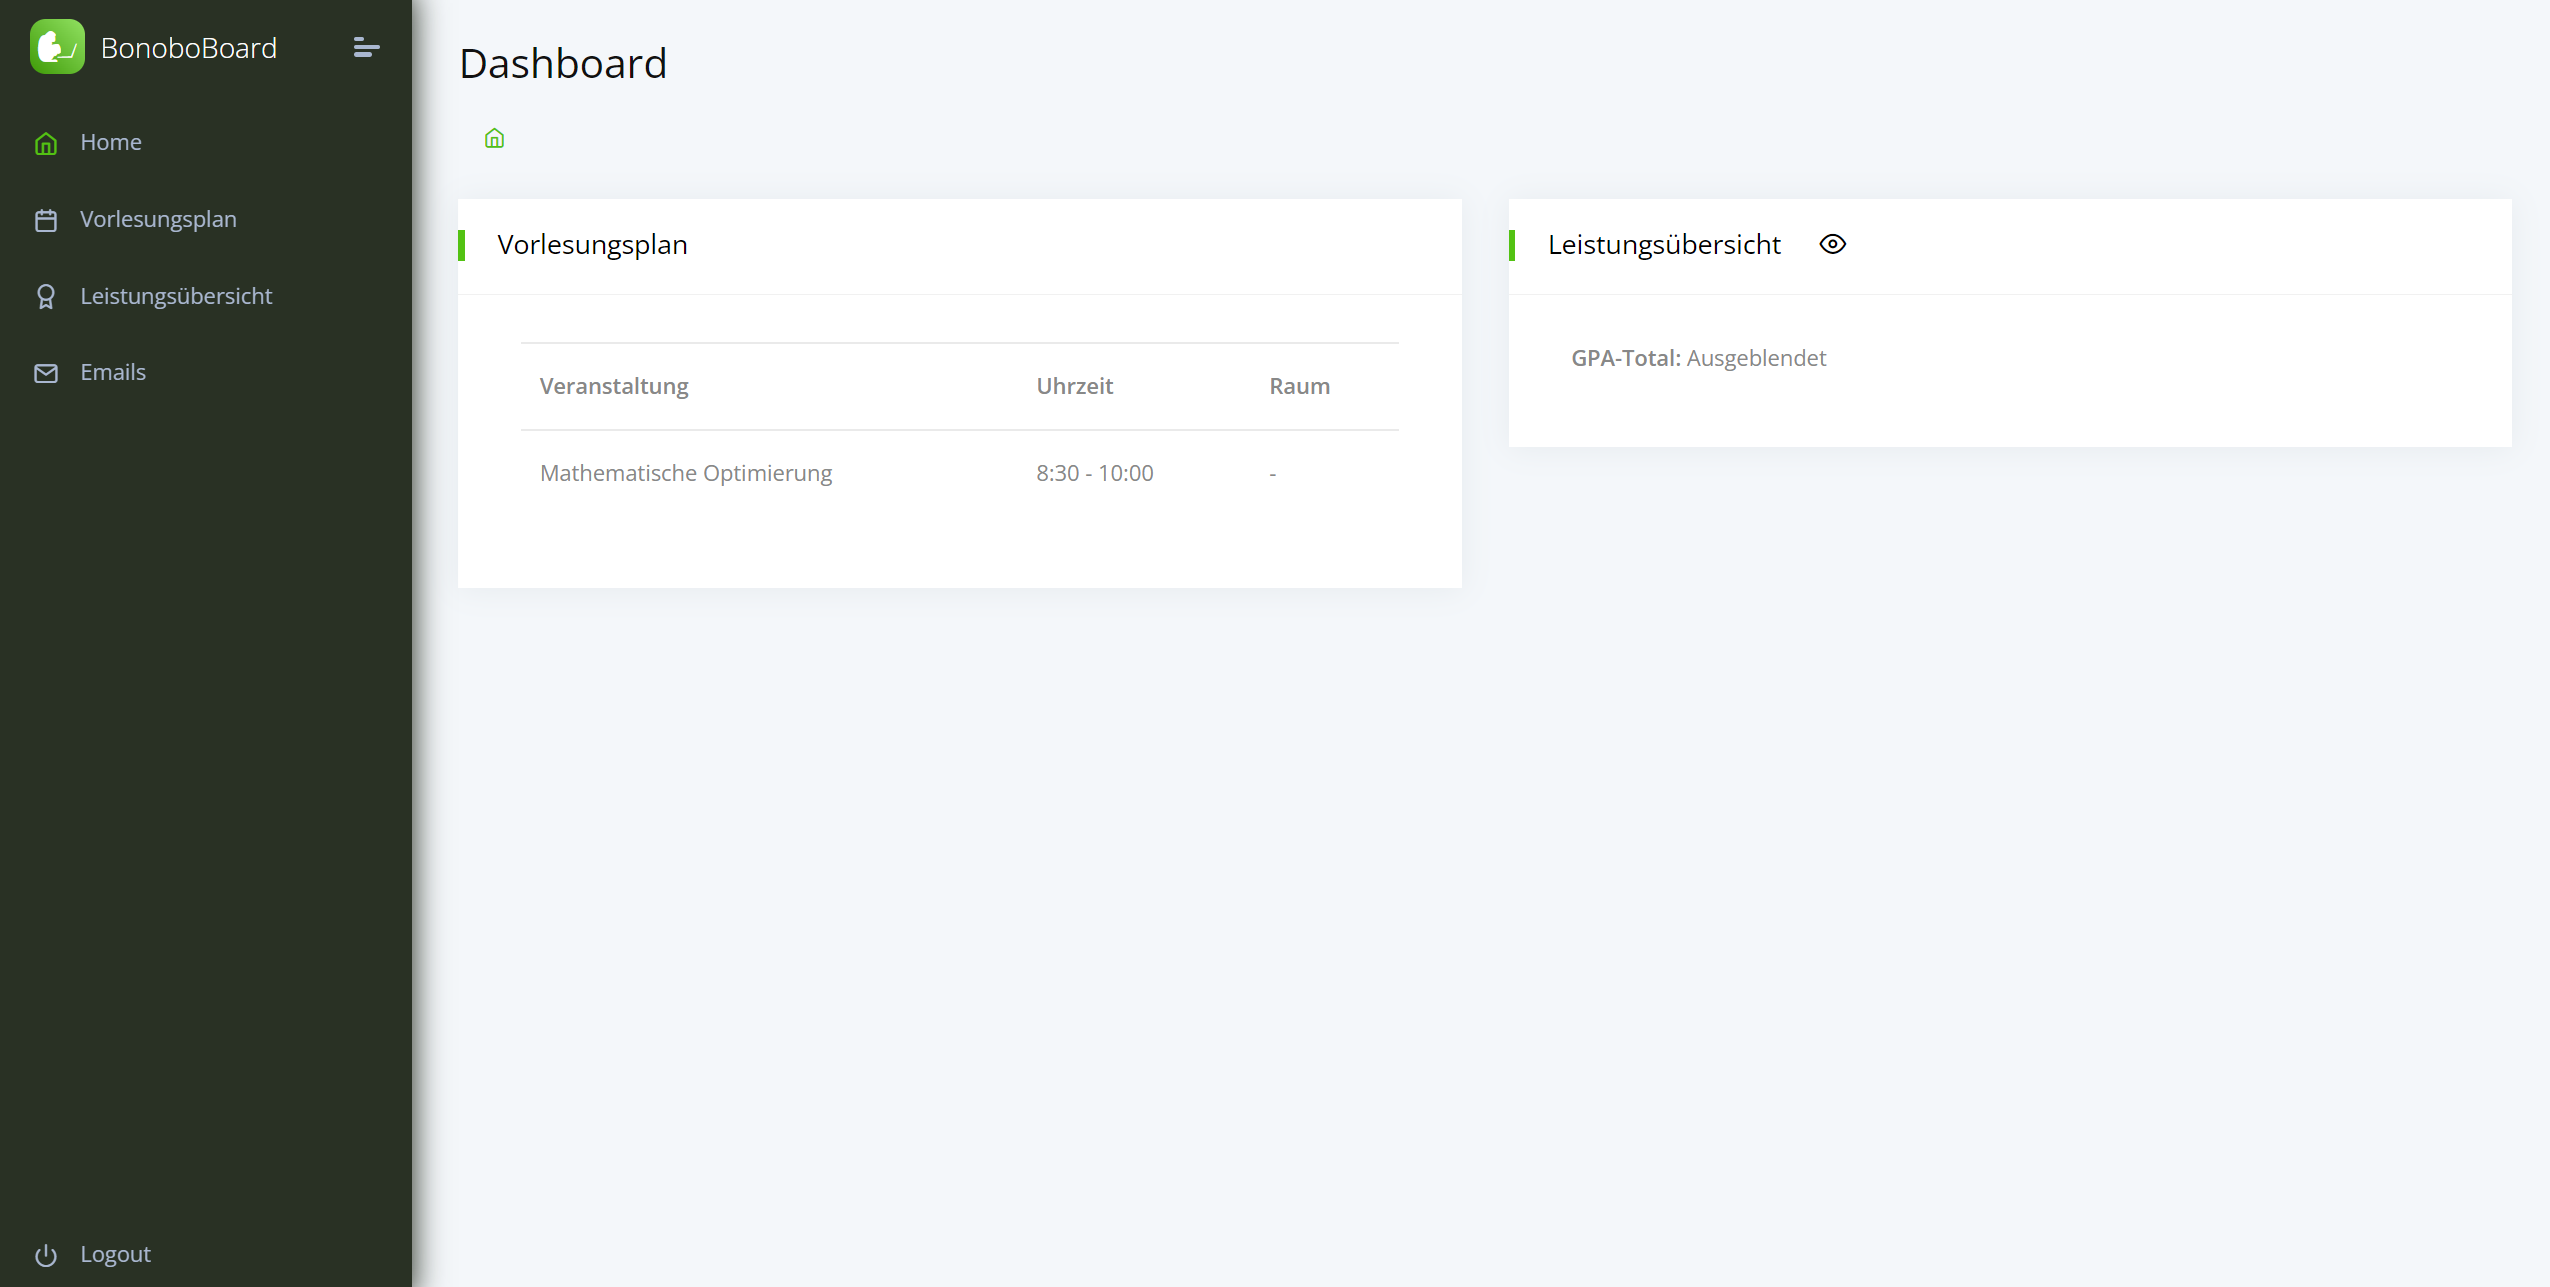 BonoboBoard
Home
Vorlesungsplan
Leistungsübersicht
Emails
Logout
Dashboard
Vorlesungsplan
Veranstaltung Uhrzeit Raum
Mathematische Optimierung 8:30 - 10:00 -
Leistungsübersicht
GPA-Total: Ausgeblendet